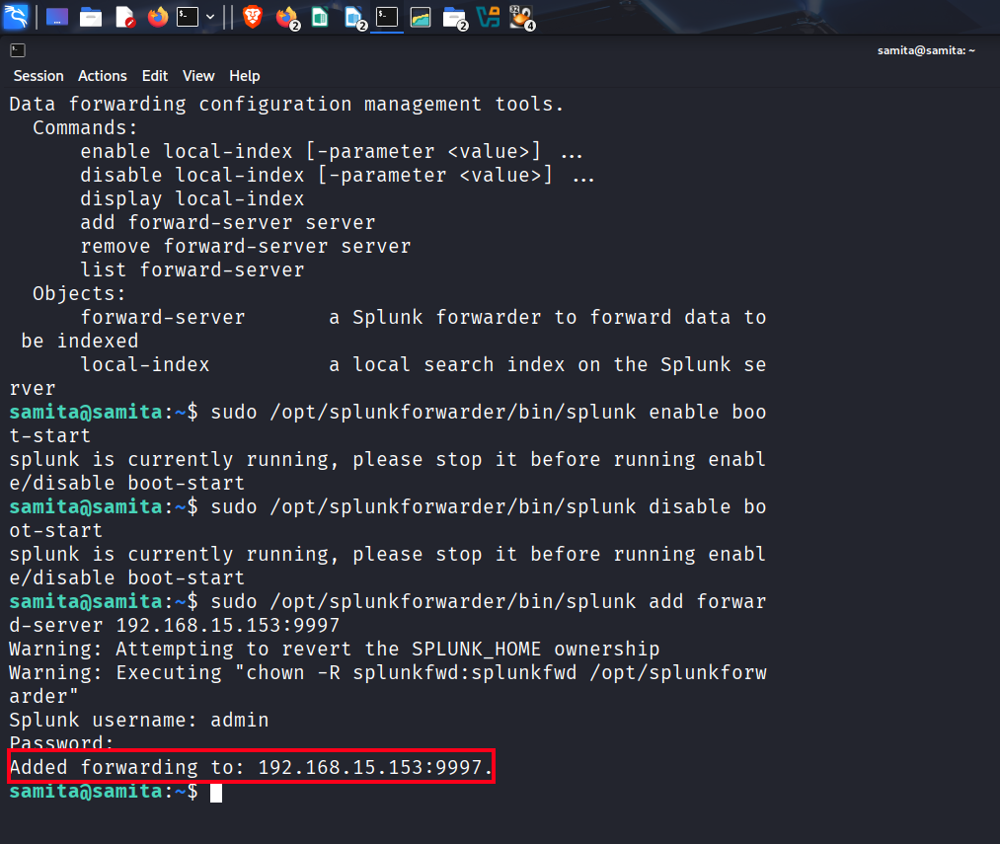 2
2
2
4
samita@samita: ~
Session Actions Edit View Help
Data forwarding configuration management tools.
Commands:
enable local-index [-parameter <value>] ...
disable local-index [-parameter <value>] ...
display local-index
add forward-server server
remove forward-server server
list forward-server
Objects:
forward-server a Splunk forwarder to forward data to
be indexed
local-index a local search index on the Splunk se
rver
samita@samita:~$ sudo /opt/splunkforwarder/bin/splunk enable boo
t-start
splunk is currently running, please stop it before running enabl
e/disable boot-start
samita@samita:~$ sudo /opt/splunkforwarder/bin/splunk disable bo
ot-start
splunk is currently running, please stop it before running enabl
e/disable boot-start
samita@samita:~$ sudo /opt/splunkforwarder/bin/splunk add forwar
d-server 192.168.15.153:9997
Warning: Attempting to revert the SPLUNK_HOME ownership
Warning: Executing "chown -R splunkfwd:splunkfwd /opt/splunkforw
arder"
Splunk username: admin
Password:
Added forwarding to: 192.168.15.153:9997.
samita@samita:~$